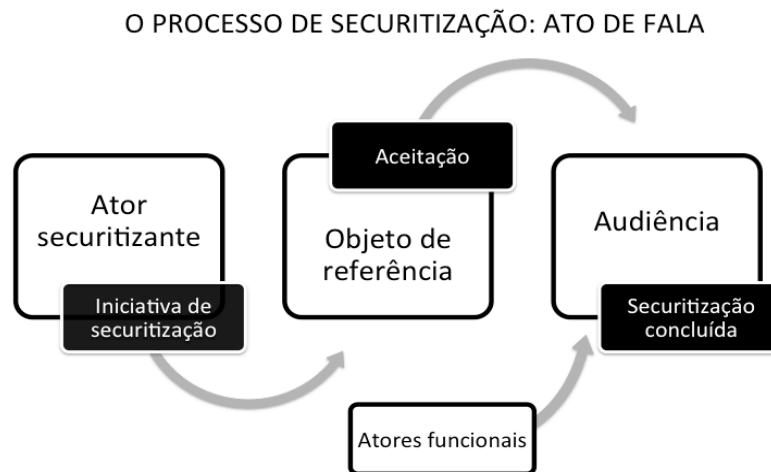 O PROCESSO DE SECURITIZAÇÃO: ATO DE FALA
Ator
securitizante
Iniciativa de
securitização
Aceitação
Objeto de
referência
Audiência
Securitização
concluída
Atores funcionais